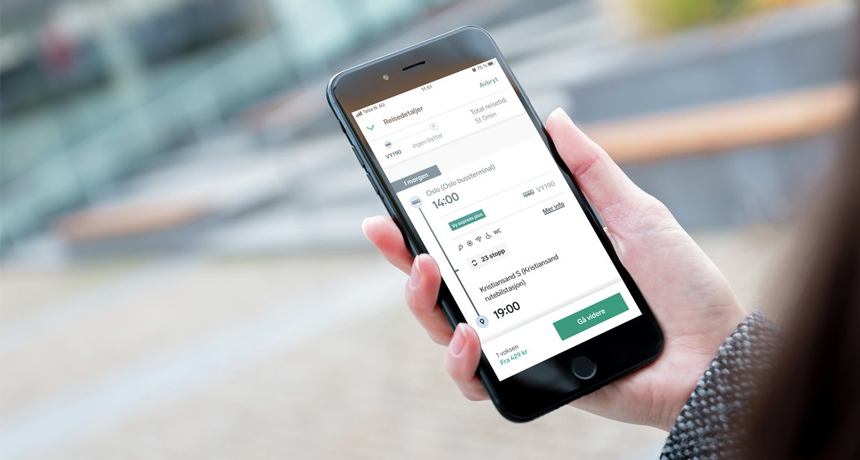 Telia N 4G
11:51
75 %
Reisedetaljer
Avbryt
VY190
Ingen bytter
Total reisetid:
5t 0min
I morgen
Oslo (Oslo bussterminal)
14:00
VY190
Vy express plus
Mer info
WC
23 stopp
Kristiansand S (Kristiansand
rutebilstasjon)
19:00
1 voksen
Fra 429 kr
Gå videre